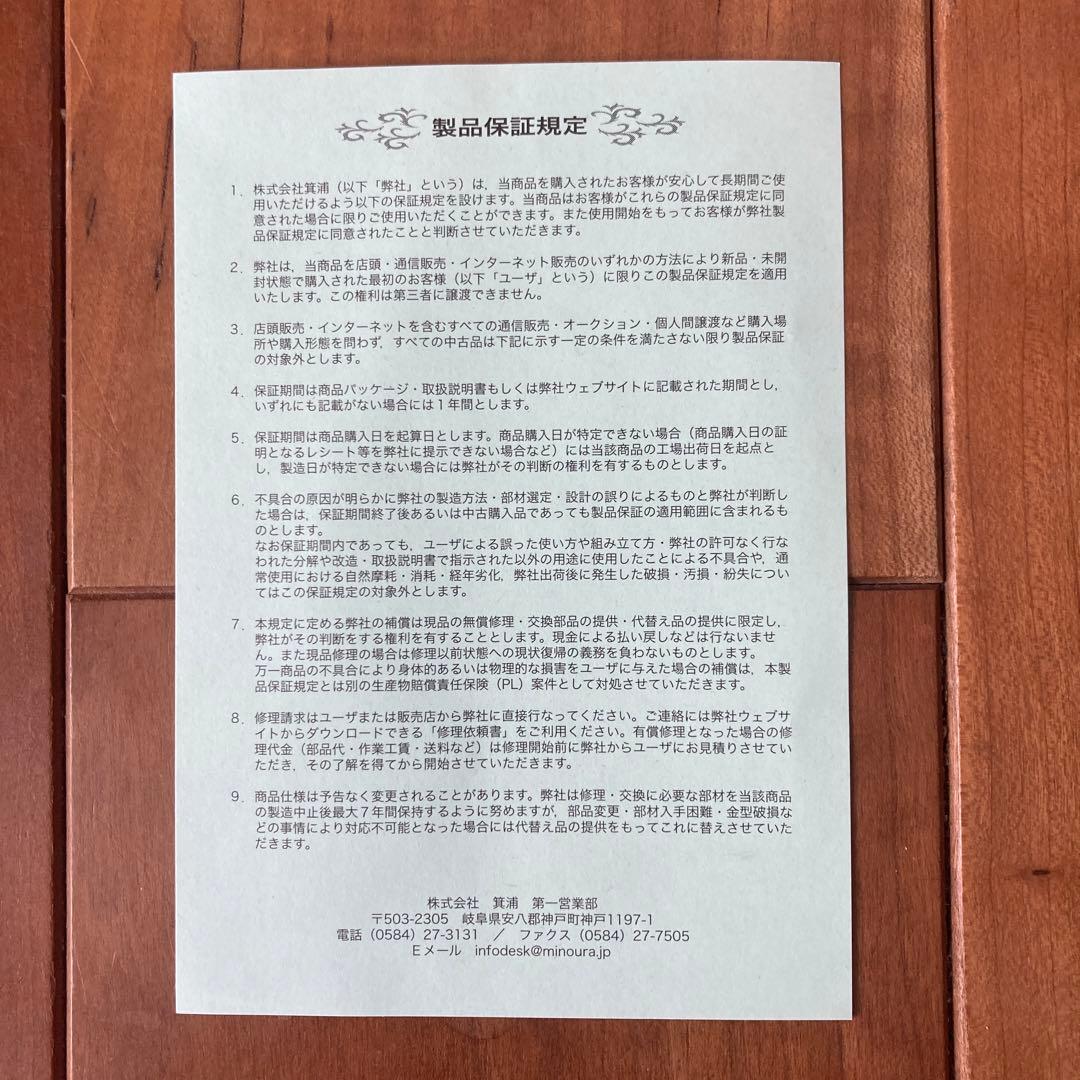 製品保証規定
1. 株式会社箕浦（以下「弊社」という）は，当商品を購入されたお客様が安心して長期間ご使
用いただけるよう以下の保証規定を設けます。当商品はお客様がこれらの製品保証規定に同
意された場合に限りご使用いただくことができます。また使用開始をもってお客様が弊社製
品保証規定に同意されたことと判断させていただきます。
2. 弊社は，当商品を店頭・通信販売・インターネット販売のいずれかの方法により新品・未開
封状態で購入された最初のお客様（以下「ユーザ」という）に限りこの製品保証規定を適用
いたします。この権利は第三者に譲渡できません。
3. 店頭販売・インターネットを含むすべての通信販売・オークション・個人間譲渡など購入場
所や購入形態を問わず，すべての中古品は下記に示す一定の条件を満たさない限り製品保証
の対象外とします。
4. 保証期間は商品パッケージ・取扱説明書もしくは弊社ウェブサイトに記載された期間とし，
いずれにも記載がない場合には１年間とします。
5. 保証期間は商品購入日を起算日とします。商品購入日が特定できない場合（商品購入日の証
明となるレシート等を弊社に提示できない場合など）には当該商品の工場出荷日を起点と
し，製造日が特定できない場合には弊社がその判断の権利を有するものとします。
6. 不具合の原因が明らかに弊社の製造方法・部材選定・設計の誤りによるものと弊社が判断し
た場合は，保証期間終了後あるいは中古購入品であっても製品保証の適用範囲に含まれるも
のとします。
なお保証期間内であっても，ユーザによる誤った使い方や組み立て方・弊社の許可なく行な
われた分解や改造・取扱説明書で指示された以外の用途に使用したことによる不具合や，通
常使用における自然摩耗・消耗・経年劣化，弊社出荷後に発生した破損・汚損・紛失につい
てはこの保証規定の対象外とします。
7. 本規定に定める弊社の補償は現品の無償修理・交換部品の提供・代替え品の提供に限定し，
弊社がその判断をする権利を有することとします。現金による払い戻しなどは行ないませ
ん。また現品修理の場合は修理以前状態への現状復帰の義務を負わないものとします。
万一商品の不具合により身体的あるいは物理的な損害をユーザに与えた場合の補償は，本製
品保証規定とは別の生産物賠償責任保険（PL）案件として対処させていただきます。
8. 修理請求はユーザまたは販売店から弊社に直接行なってください。ご連絡には弊社ウェブサ
イトからダウンロードできる「修理依頼書」をご利用ください。有償修理となった場合の修
理代金（部品代・作業工賃・送料など）は修理開始前に弊社からユーザにお見積りさせてい
ただき，その了解を得てから開始させていただきます。
9. 商品仕様は予告なく変更されることがあります。弊社は修理・交換に必要な部材を当該商品
の製造中止後最大７年間保持するように努めますが，部品変更・部材入手困難・金型破損な
どの事情により対応不可能となった場合には代替え品の提供をもってこれに替えさせていた
だきます。
株式会社　箕浦　第一営業部
〒503-2305　岐阜県安八郡神戸町神戸1197-1
電話（0584）27-3131　／　ファクス（0584）27-7505
Ｅメール　infodesk@minoura.jp